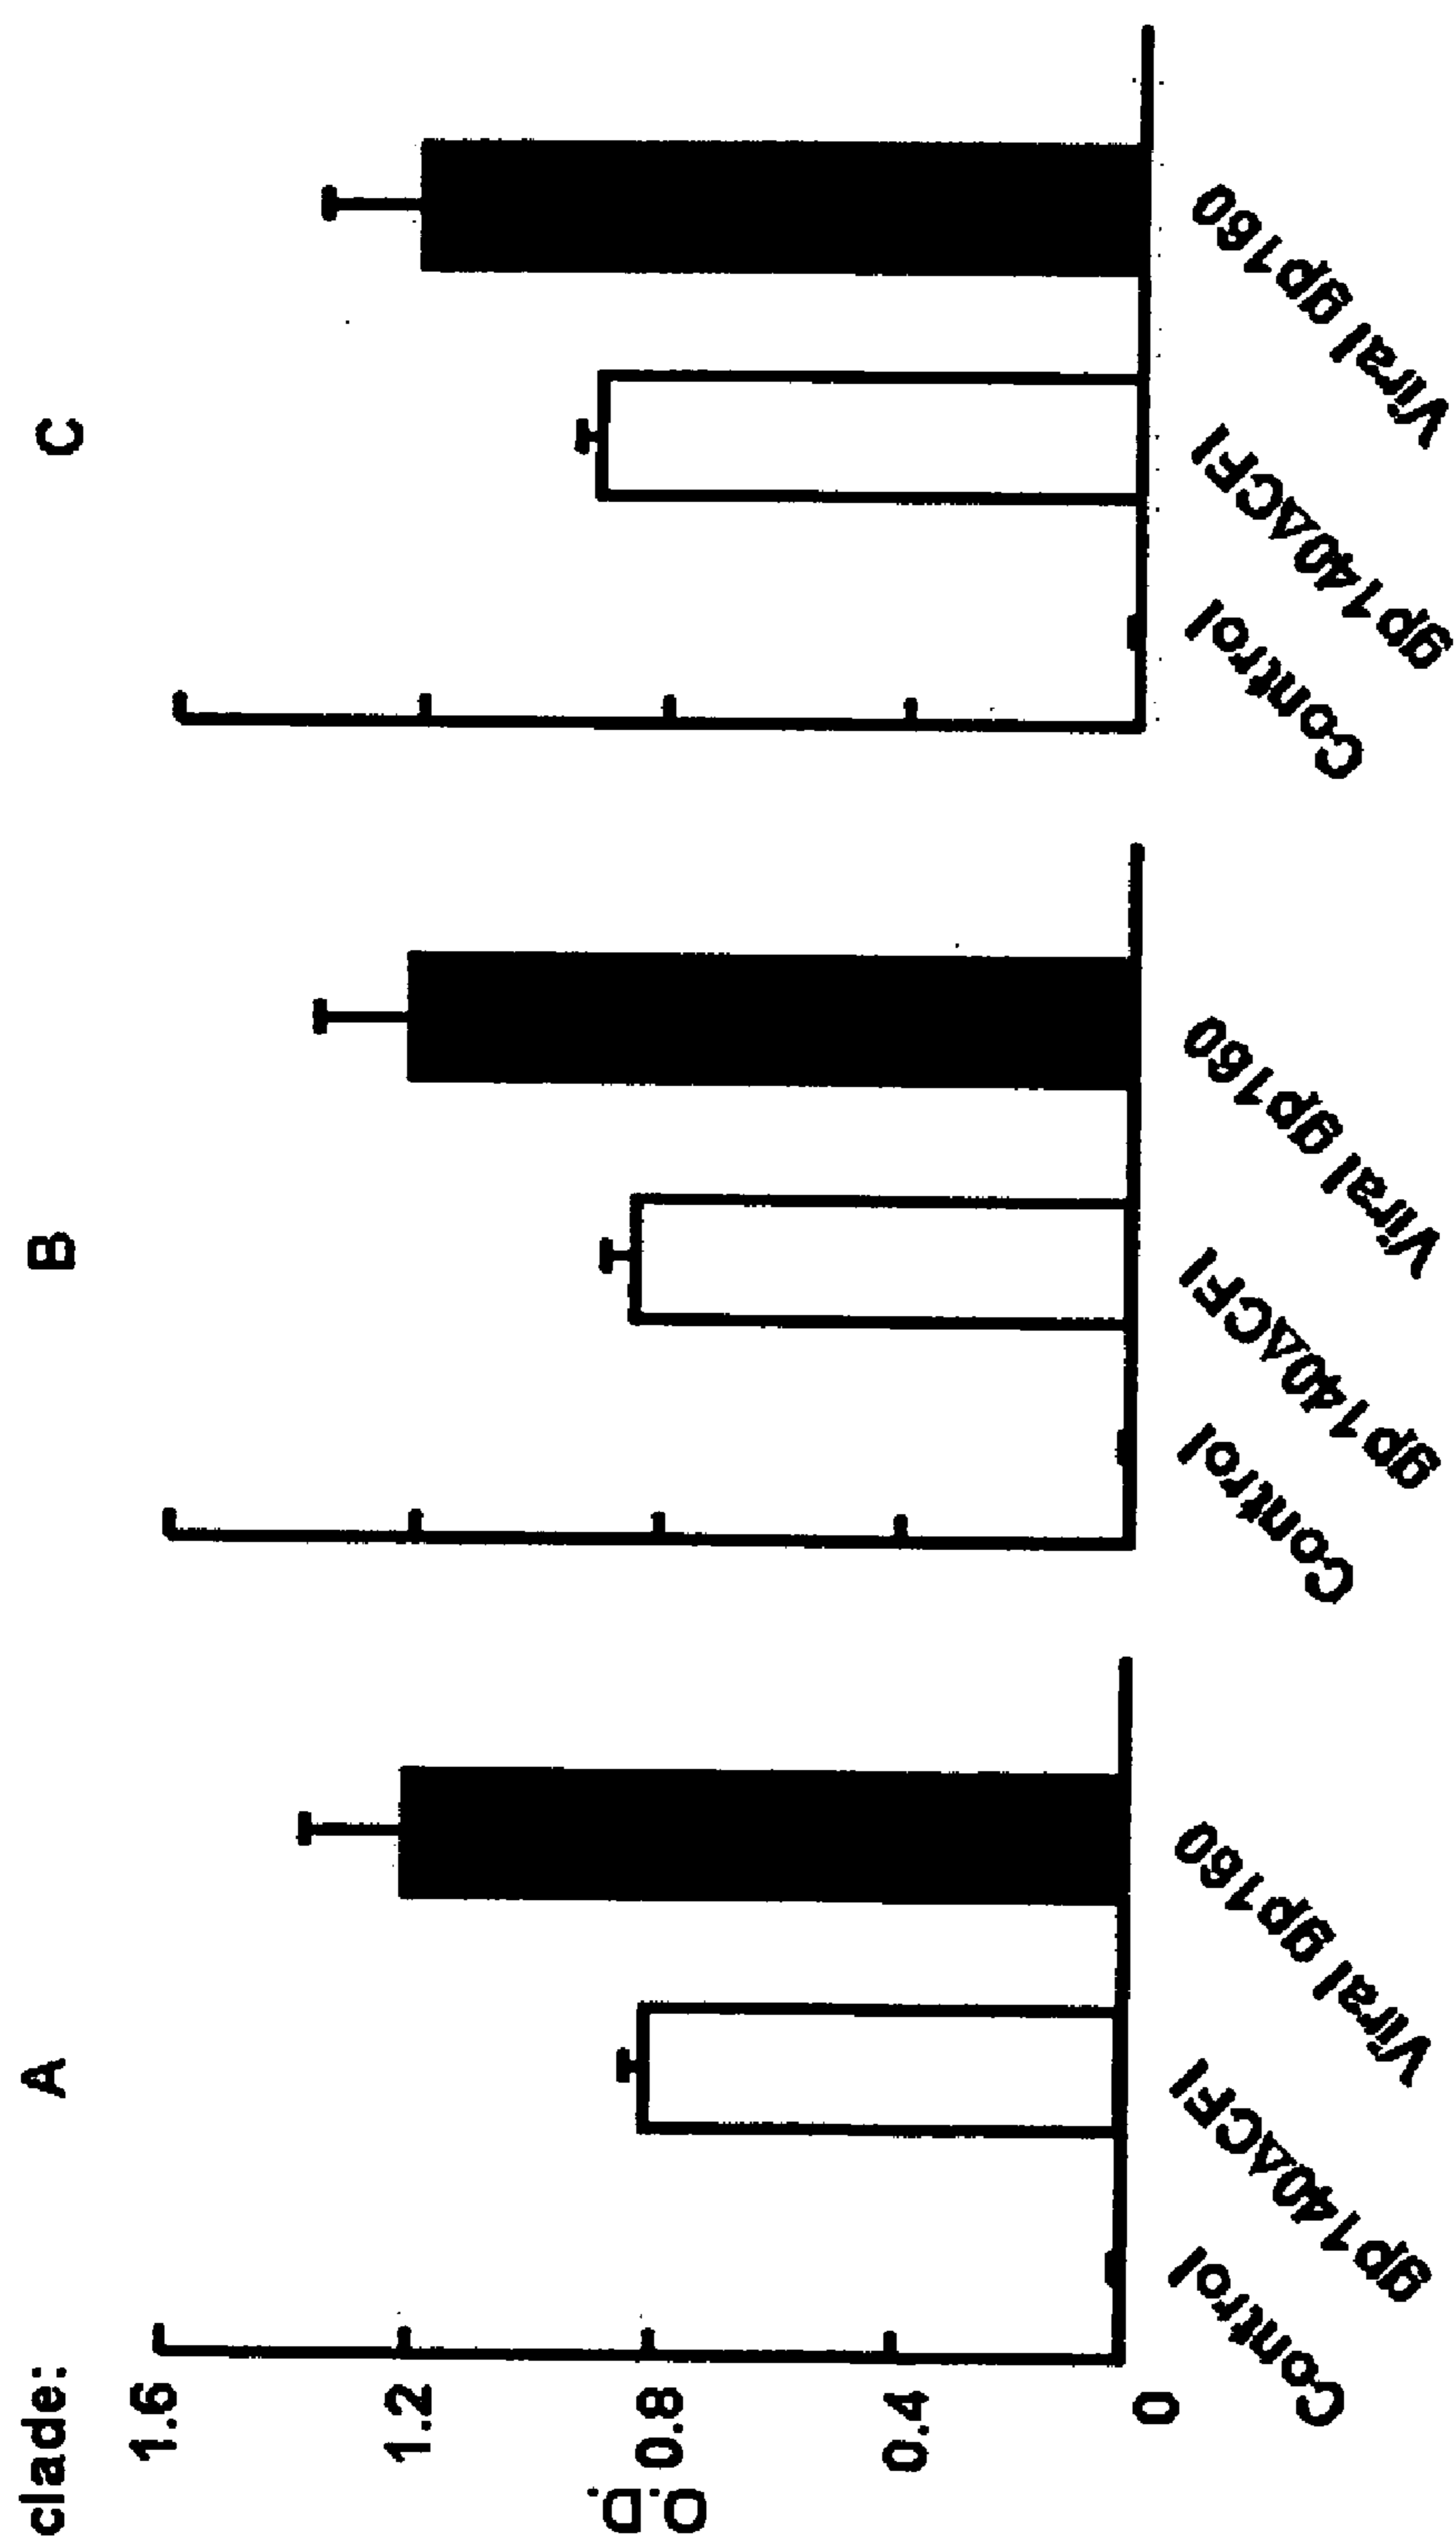 clade: A B C
O.D.
1.6
1.2
0.8
0.4
0
Control
gp140ΔCFI
Viral gp160
Control
gp140ΔCFI
Viral gp160
Control
gp140ΔCFI
Viral gp160